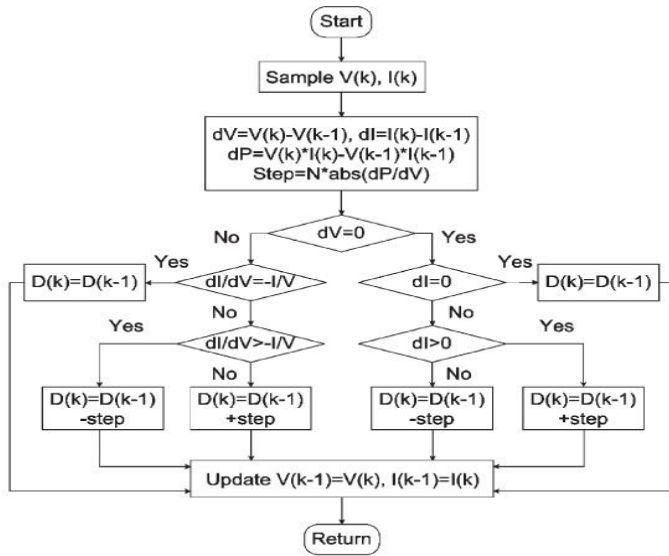 Start
Sample V(k), I(k)
dV=V(k)-V(k-1), dI=I(k)-I(k-1)
dP=V(k)*I(k)-V(k-1)*I(k-1)
Step=N*abs(dP/dV)
No
dV=0
Yes
Yes
dI/dV=-I/V
dI=0
Yes
D(k)=D(k-1)
D(k)=D(k-1)
No
No
Yes
dI/dV>-I/V
dI>0
Yes
No
No
D(k)=D(k-1)
-step
D(k)=D(k-1)
+step
D(k)=D(k-1)
-step
D(k)=D(k-1)
+step
Update V(k-1)=V(k), I(k-1)=I(k)
Return